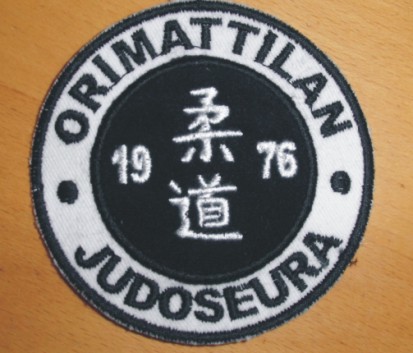 ORIMATTILAN
柔道
19 76
JUDOSEURA